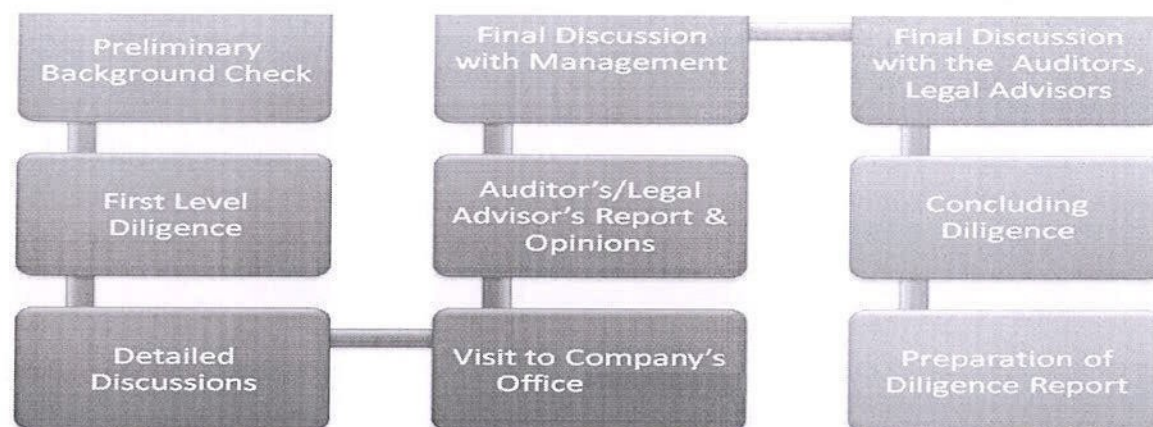 Preliminary
Background Check
First Level
Diligence
Detailed
Discussions
Visit to Company's
Office
Auditor's/Legal
Advisor's Report &
Opinions
Final Discussion
with Management
Final Discussion
with the Auditors,
Legal Advisors
Concluding
Diligence
Preparation of
Diligence Report